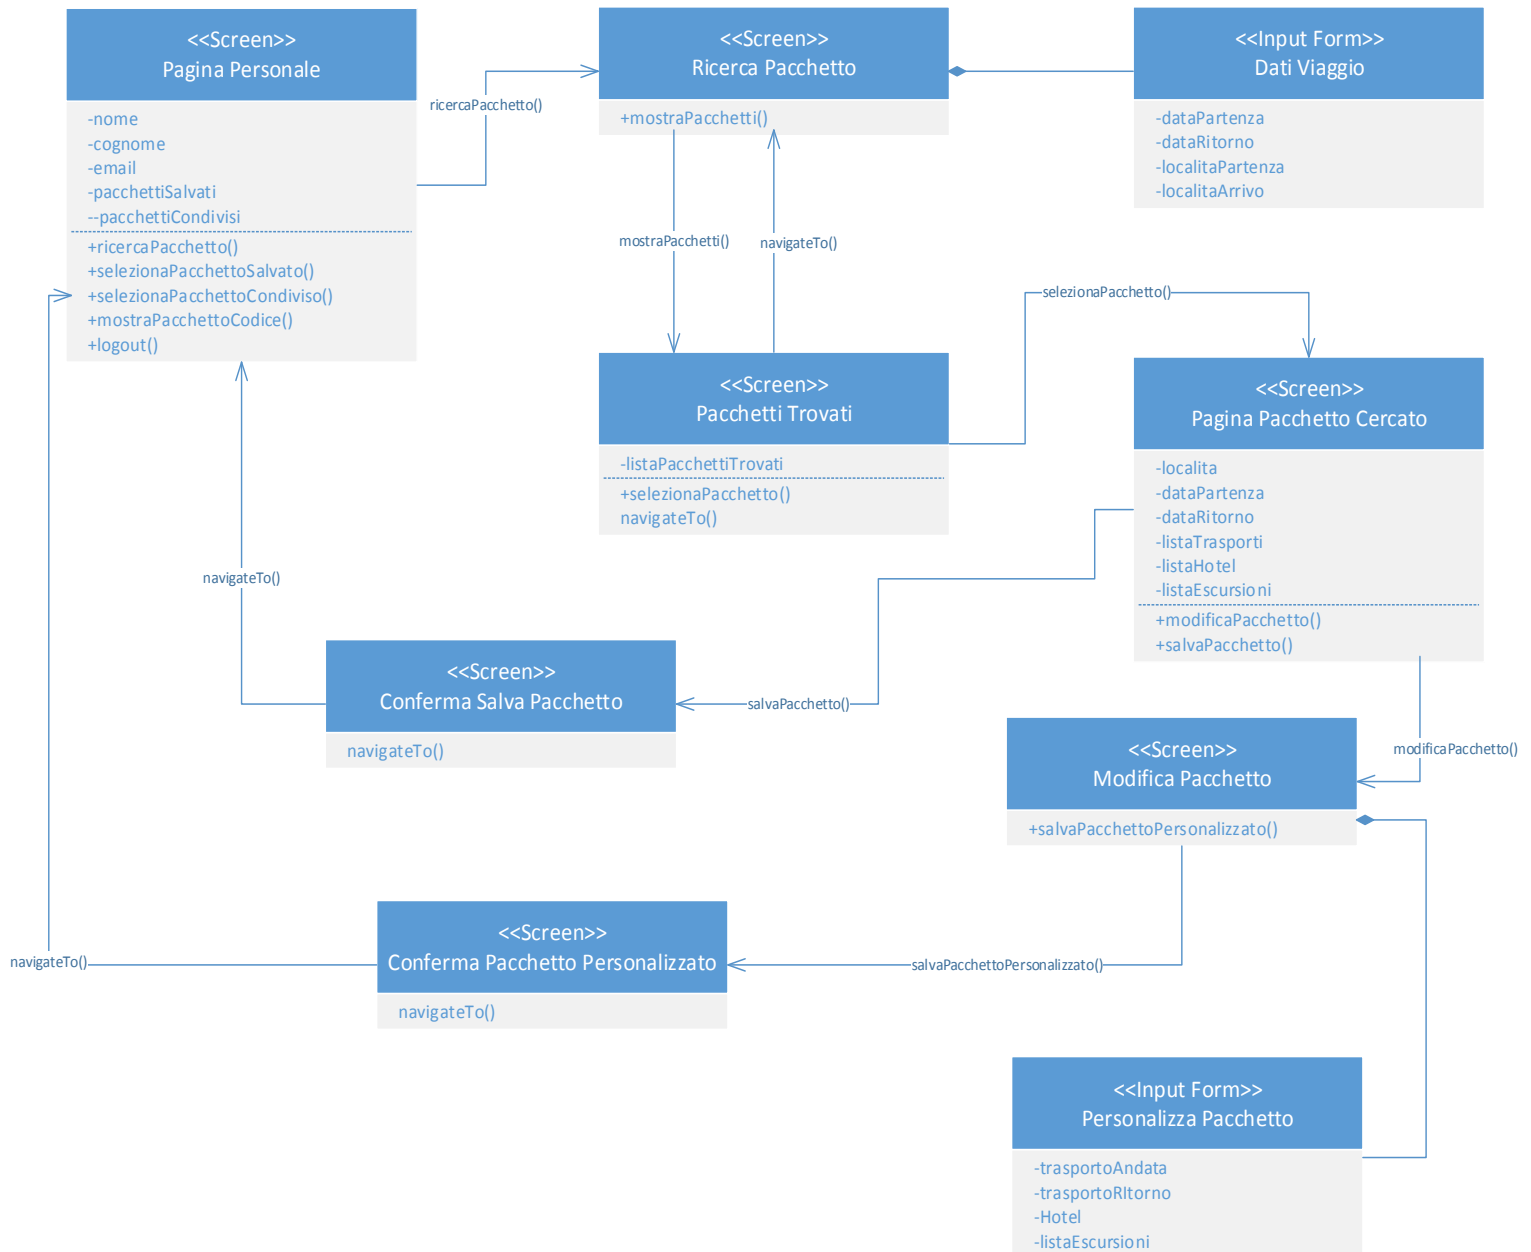 <<Screen>>
Pagina Personale
-nome
-cognome
-email
-pacchettiSalvati
--pacchettiCondivisi
+ricercaPacchetto()
+selezionaPacchettoSalvato()
+selezionaPacchettoCondiviso()
+mostraPacchettoCodice()
+logout()
ricercaPacchetto()
<<Screen>>
Ricerca Pacchetto
+mostraPacchetti()
<<Input Form>>
Dati Viaggio
-dataPartenza
-dataRitorno
-localitaPartenza
-localitaArrivo
mostraPacchetti()
navigateTo()
selezionaPacchetto()
<<Screen>>
Pacchetti Trovati
-listaPacchettiTrovati
+selezionaPacchetto()
navigateTo()
<<Screen>>
Pagina Pacchetto Cercato
-localita
-dataPartenza
-dataRitorno
-listaTrasporti
-listaHotel
-listaEscursioni
+modificaPacchetto()
+salvaPacchetto()
navigateTo()
<<Screen>>
Conferma Salva Pacchetto
navigateTo()
salvaPacchetto()
modificaPacchetto()
<<Screen>>
Modifica Pacchetto
+salvaPacchettoPersonalizzato()
navigateTo()
<<Screen>>
Conferma Pacchetto Personalizzato
navigateTo()
salvaPacchettoPersonalizzato()
<<Input Form>>
Personalizza Pacchetto
-trasportoAndata
-trasportoRItorno
-Hotel
-listaEscursioni